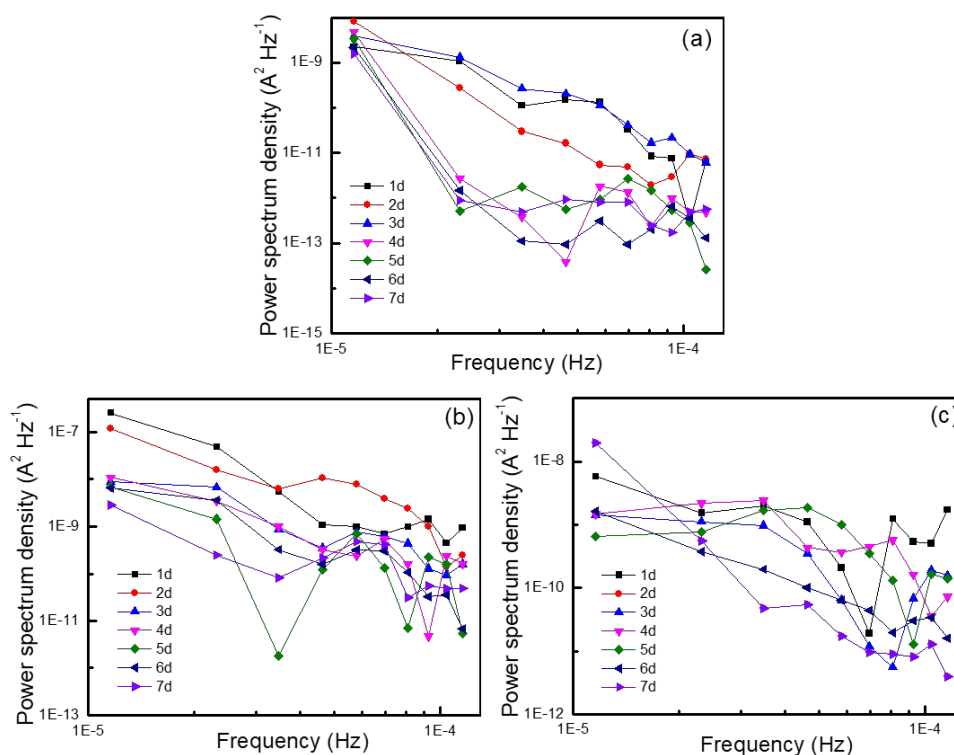 (a)
Power spectrum density (A² Hz⁻¹)
1E-9
1E-11
1E-13
1E-15
1d
2d
3d
4d
5d
6d
7d
1E-5
1E-4
Frequency (Hz)
(b)
Power spectrum density (A² Hz⁻¹)
1E-7
1E-9
1E-11
1E-13
1d
2d
3d
4d
5d
6d
7d
1E-5
1E-4
Frequency (Hz)
(c)
Power spectrum density (A² Hz⁻¹)
1E-8
1E-10
1E-12
1d
2d
3d
4d
5d
6d
7d
1E-5
1E-4
Frequency (Hz)